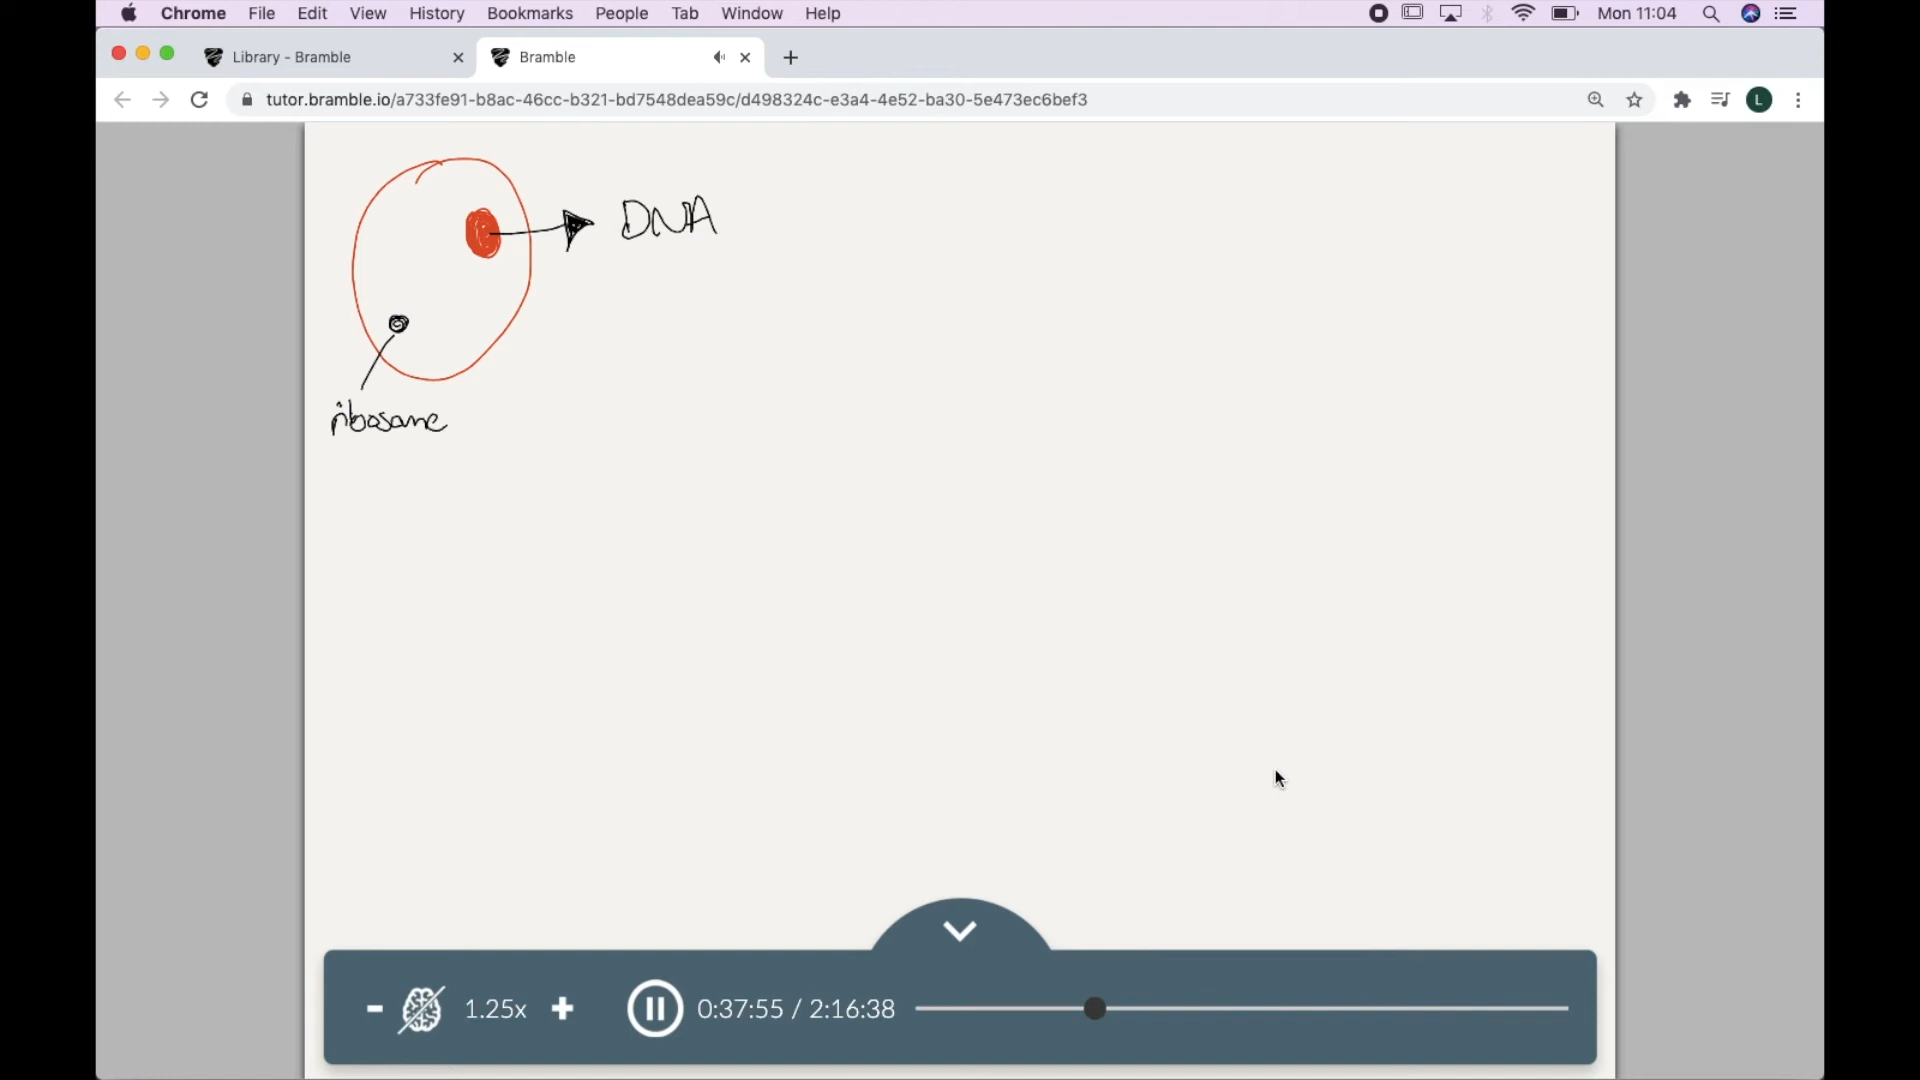 Chrome File Edit View History Bookmarks People Tab Window Help Mon 11:04
Library - Bramble Bramble
tutor.bramble.io/a733fe91-b8ac-46cc-b321-bd7548dea59c/d498324c-e3a4-4e52-ba30-5e473ec6bef3 L
DNA
ribosome
- 1.25x + 0:37:55 / 2:16:38